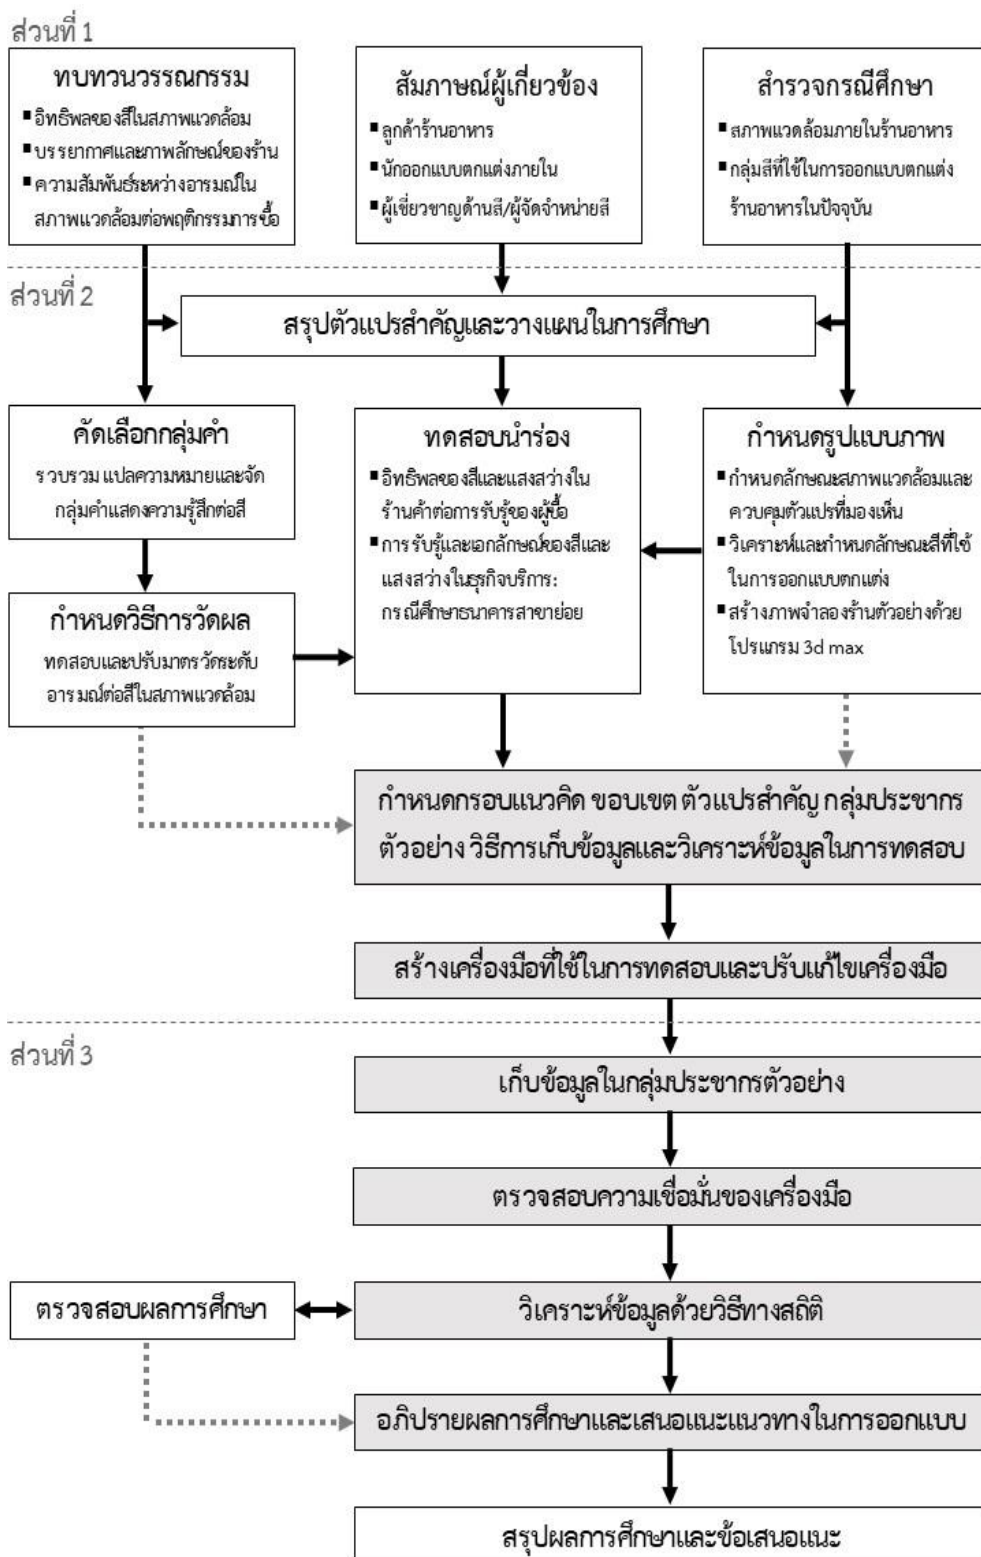 ส่วนที่ 1
ทบทวนวรรณกรรม
▪ อิทธิพลของสีในสภาพแวดล้อม
▪ บรรยากาศและภาพลักษณ์ของร้าน
▪ ความสัมพันธ์ระหว่างอารมณ์ใน
สภาพแวดล้อมต่อพฤติกรรมการซื้อ
สัมภาษณ์ผู้เกี่ยวข้อง
▪ ลูกค้าร้านอาหาร
▪ นักออกแบบตกแต่งภายใน
▪ ผู้เชี่ยวชาญด้านสี/ผู้จัดจำหน่ายสี
สำรวจกรณีศึกษา
▪ สภาพแวดล้อมภายในร้านอาหาร
▪ กลุ่มสีที่ใช้ในการออกแบบตกแต่ง
ร้านอาหารในปัจจุบัน
ส่วนที่ 2
สรุปตัวแปรสำคัญและวางแผนในการศึกษา
คัดเลือกกลุ่มคำ
รวบรวม แปลความหมายและจัด
กลุ่มคำแสดงความรู้สึกต่อสี
กำหนดวิธีการวัดผล
ทดสอบและปรับมาตรวัดระดับ
อารมณ์ต่อสีในสภาพแวดล้อม
ทดสอบนำร่อง
▪ อิทธิพลของสีและแสงสว่างใน
ร้านค้าต่อการรับรู้ของผู้ซื้อ
▪ การรับรู้และเอกลักษณ์ของสีและ
แสงสว่างในธุรกิจบริการ:
กรณีศึกษาธนาคารสาขาย่อย
กำหนดรูปแบบภาพ
▪ กำหนดลักษณะสภาพแวดล้อมและ
ควบคุมตัวแปรที่มองเห็น
▪ วิเคราะห์และกำหนดลักษณะสีที่ใช้
ในการออกแบบตกแต่ง
▪ สร้างภาพจำลองร้านตัวอย่างด้วย
โปรแกรม 3d max
กำหนดกรอบแนวคิด ขอบเขต ตัวแปรสำคัญ กลุ่มประชากร
ตัวอย่าง วิธีการเก็บข้อมูลและวิเคราะห์ข้อมูลในการทดสอบ
สร้างเครื่องมือที่ใช้ในการทดสอบและปรับแก้ไขเครื่องมือ
ส่วนที่ 3
เก็บข้อมูลในกลุ่มประชากรตัวอย่าง
ตรวจสอบความเชื่อมั่นของเครื่องมือ
ตรวจสอบผลการศึกษา
วิเคราะห์ข้อมูลด้วยวิธีทางสถิติ
อภิปรายผลการศึกษาและเสนอแนะแนวทางในการออกแบบ
สรุปผลการศึกษาและข้อเสนอแนะ